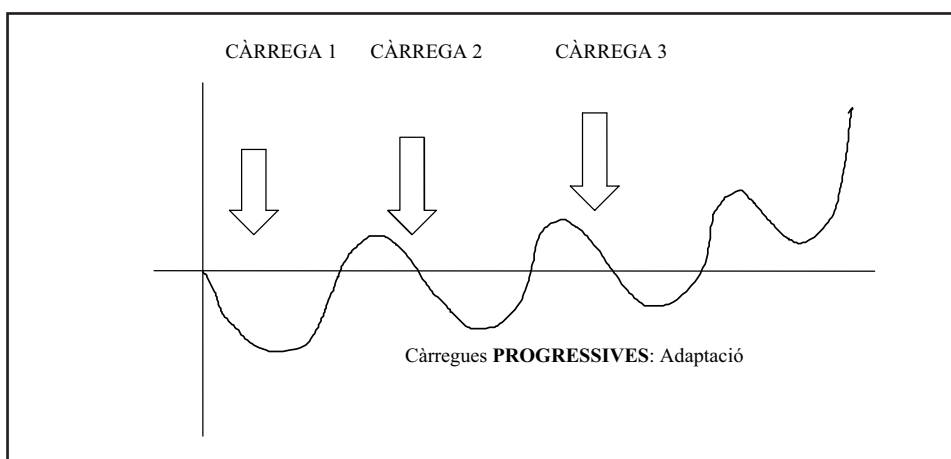 CÀRREGA 1 CÀRREGA 2 CÀRREGA 3
Càrregues PROGRESSIVES: Adaptació